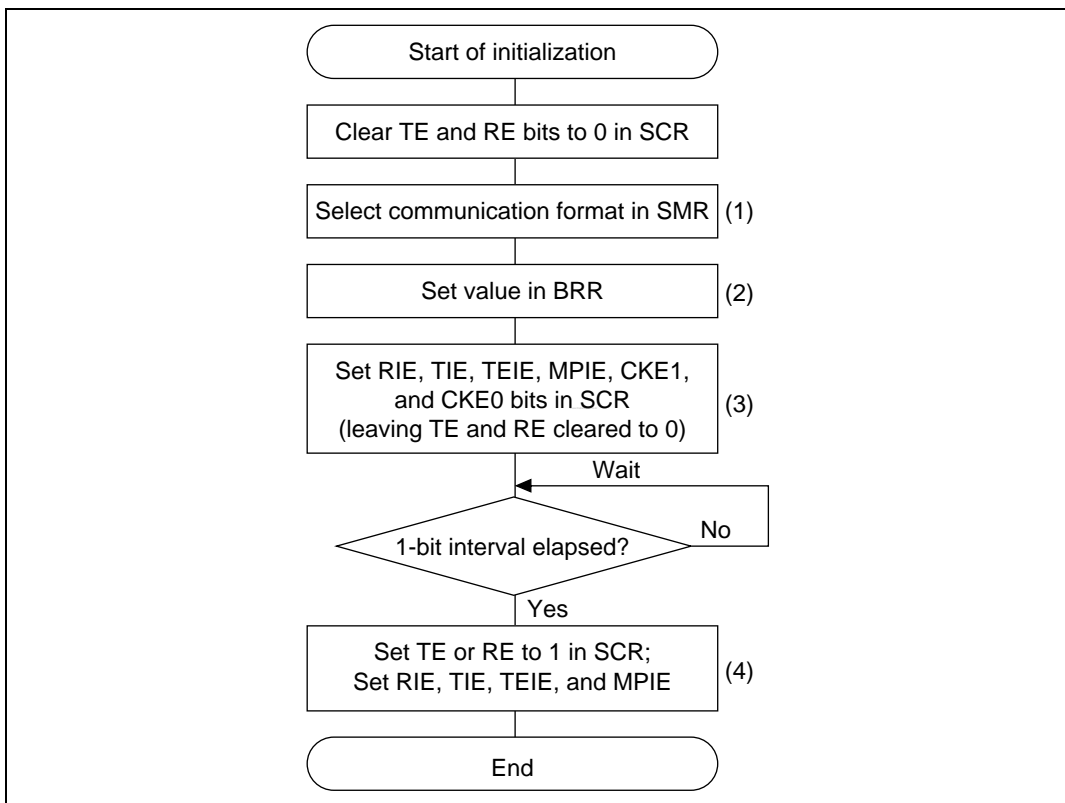 Start of initialization
Clear TE and RE bits to 0 in SCR
Select communication format in SMR (1)
Set value in BRR (2)
Set RIE, TIE, TEIE, MPIE, CKE1,
and CKE0 bits in SCR
(leaving TE and RE cleared to 0)
(3)
Wait
1-bit interval elapsed?
No
Yes
Set TE or RE to 1 in SCR;
Set RIE, TIE, TEIE, and MPIE
(4)
End